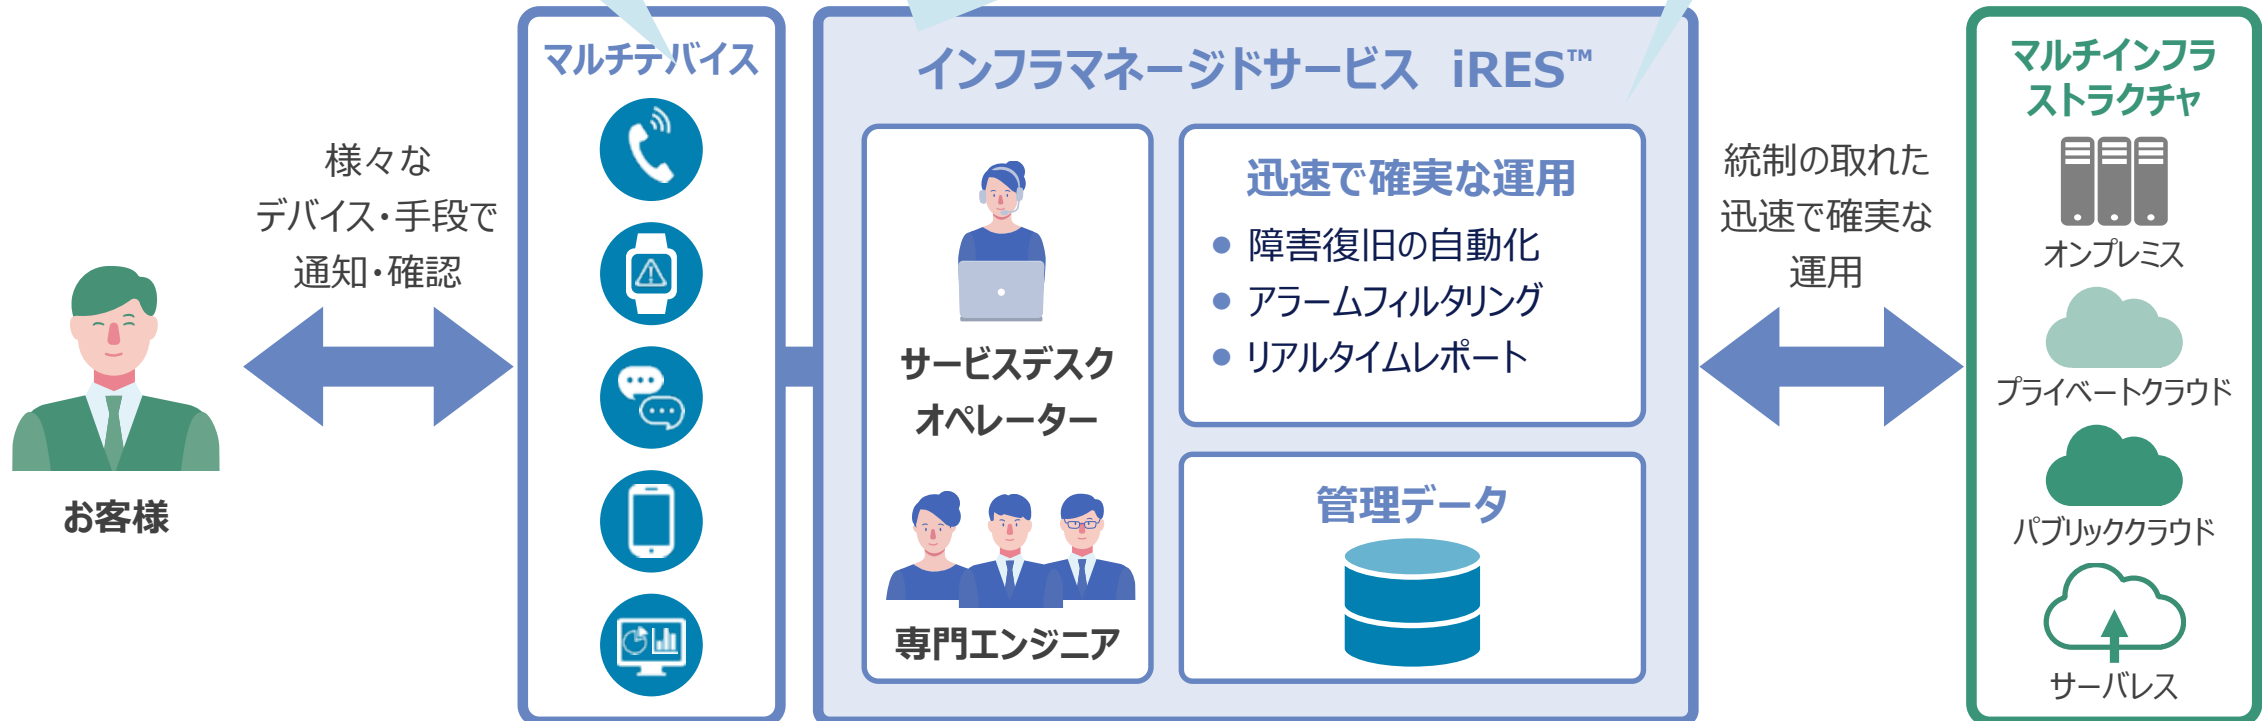 お客様
様々な
デバイス・手段で
通知・確認
マルチデバイス
インフラマネージドサービス iRES™
サービスデスク
オペレーター
専門エンジニア
迅速で確実な運用
● 障害復旧の自動化
● アラームフィルタリング
● リアルタイムレポート
管理データ
統制の取れた
迅速で確実な
運用
マルチインフラ
ストラクチャ
オンプレミス
プライベートクラウド
パブリッククラウド
サーバレス